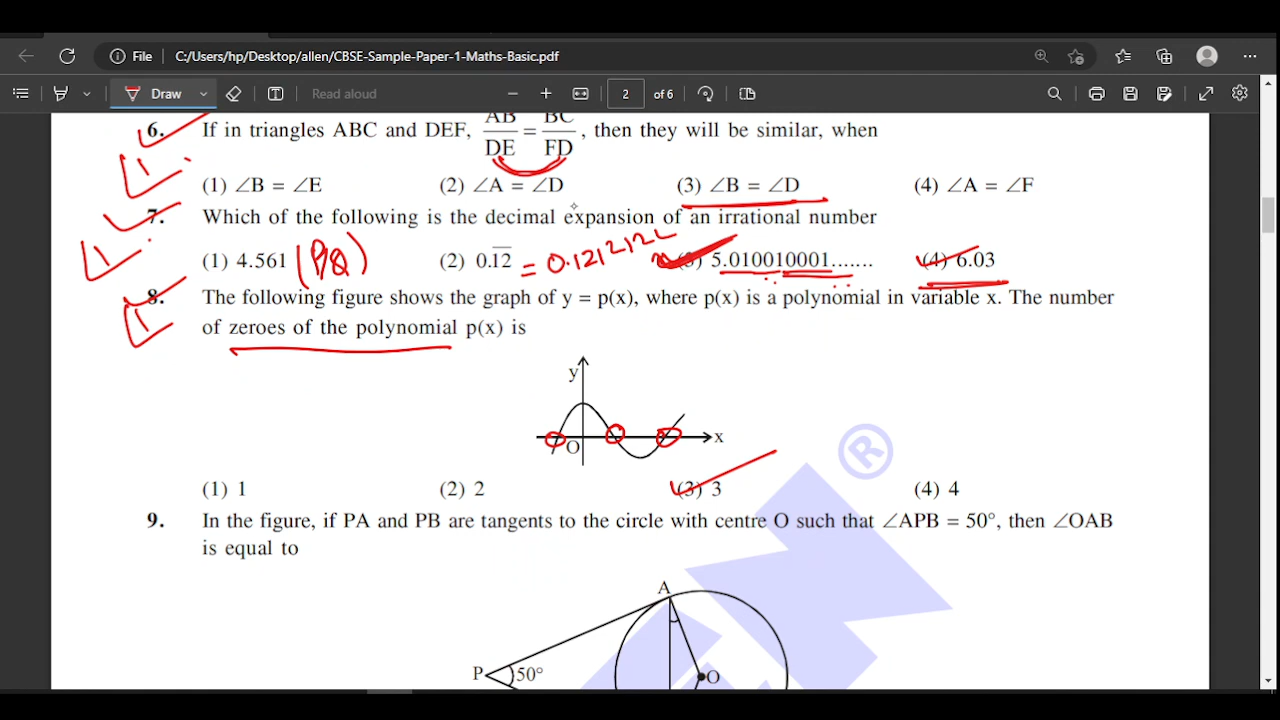 File C:/Users/hp/Desktop/allen/CBSE-Sample-Paper-1-Maths-Basic.pdf
Draw Read aloud 2 of 6
6. If in triangles ABC and DEF, AB/DE = BC/FD, then they will be similar, when
(1) ∠B = ∠E (2) ∠A = ∠D (3) ∠B = ∠D (4) ∠A = ∠F
7. Which of the following is the decimal expansion of an irrational number
(1) 4.561 (2) 0.1̅2̅ = 0.1212122 (3) 5.010010001....... (4) 6.03
8. The following figure shows the graph of y = p(x), where p(x) is a polynomial in variable x. The number
of zeroes of the polynomial p(x) is
y
x
O
(1) 1 (2) 2 (3) 3 (4) 4
9. In the figure, if PA and PB are tangents to the circle with centre O such that ∠APB = 50°, then ∠OAB
is equal to
A
P 50° O
®